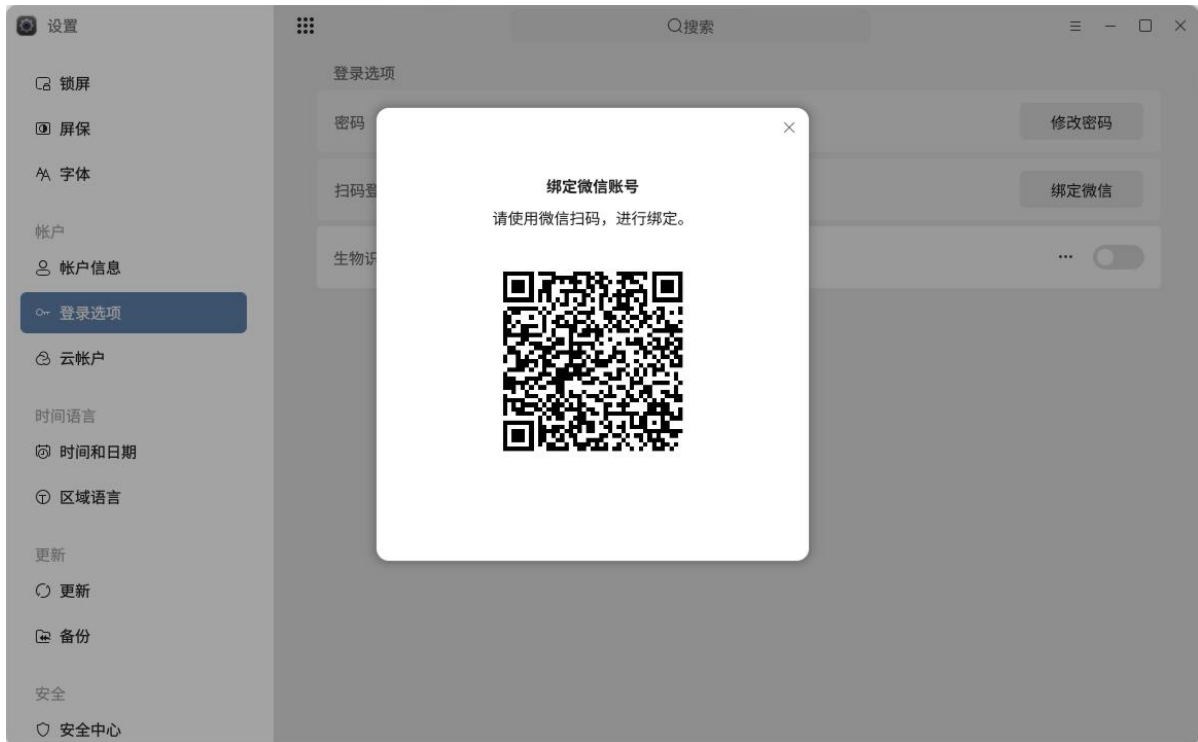 设置
搜索
锁屏
屏保
字体
帐户
帐户信息
登录选项
云帐户
时间语言
时间和日期
区域语言
更新
更新
备份
安全
安全中心
登录选项
密码
修改密码
扫码登
绑定微信
生物识
绑定微信账号
请使用微信扫码，进行绑定。